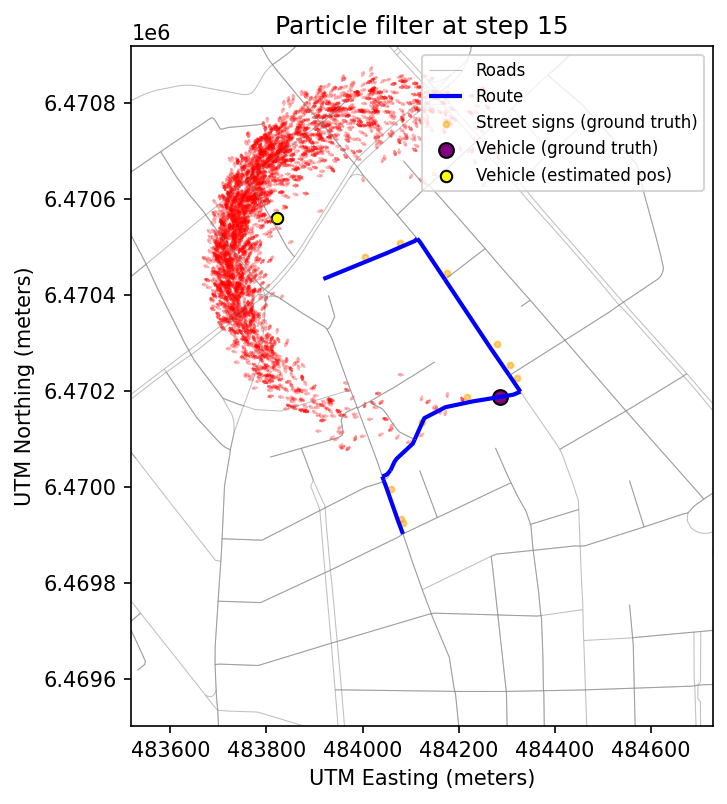 Particle filter at step 15
1e6
Roads
Route
Street signs (ground truth)
Vehicle (ground truth)
Vehicle (estimated pos)
6.4708
6.4706
6.4704
6.4702
6.4700
6.4698
6.4696
UTM Northing (meters)
483600 483800 484000 484200 484400 484600
UTM Easting (meters)